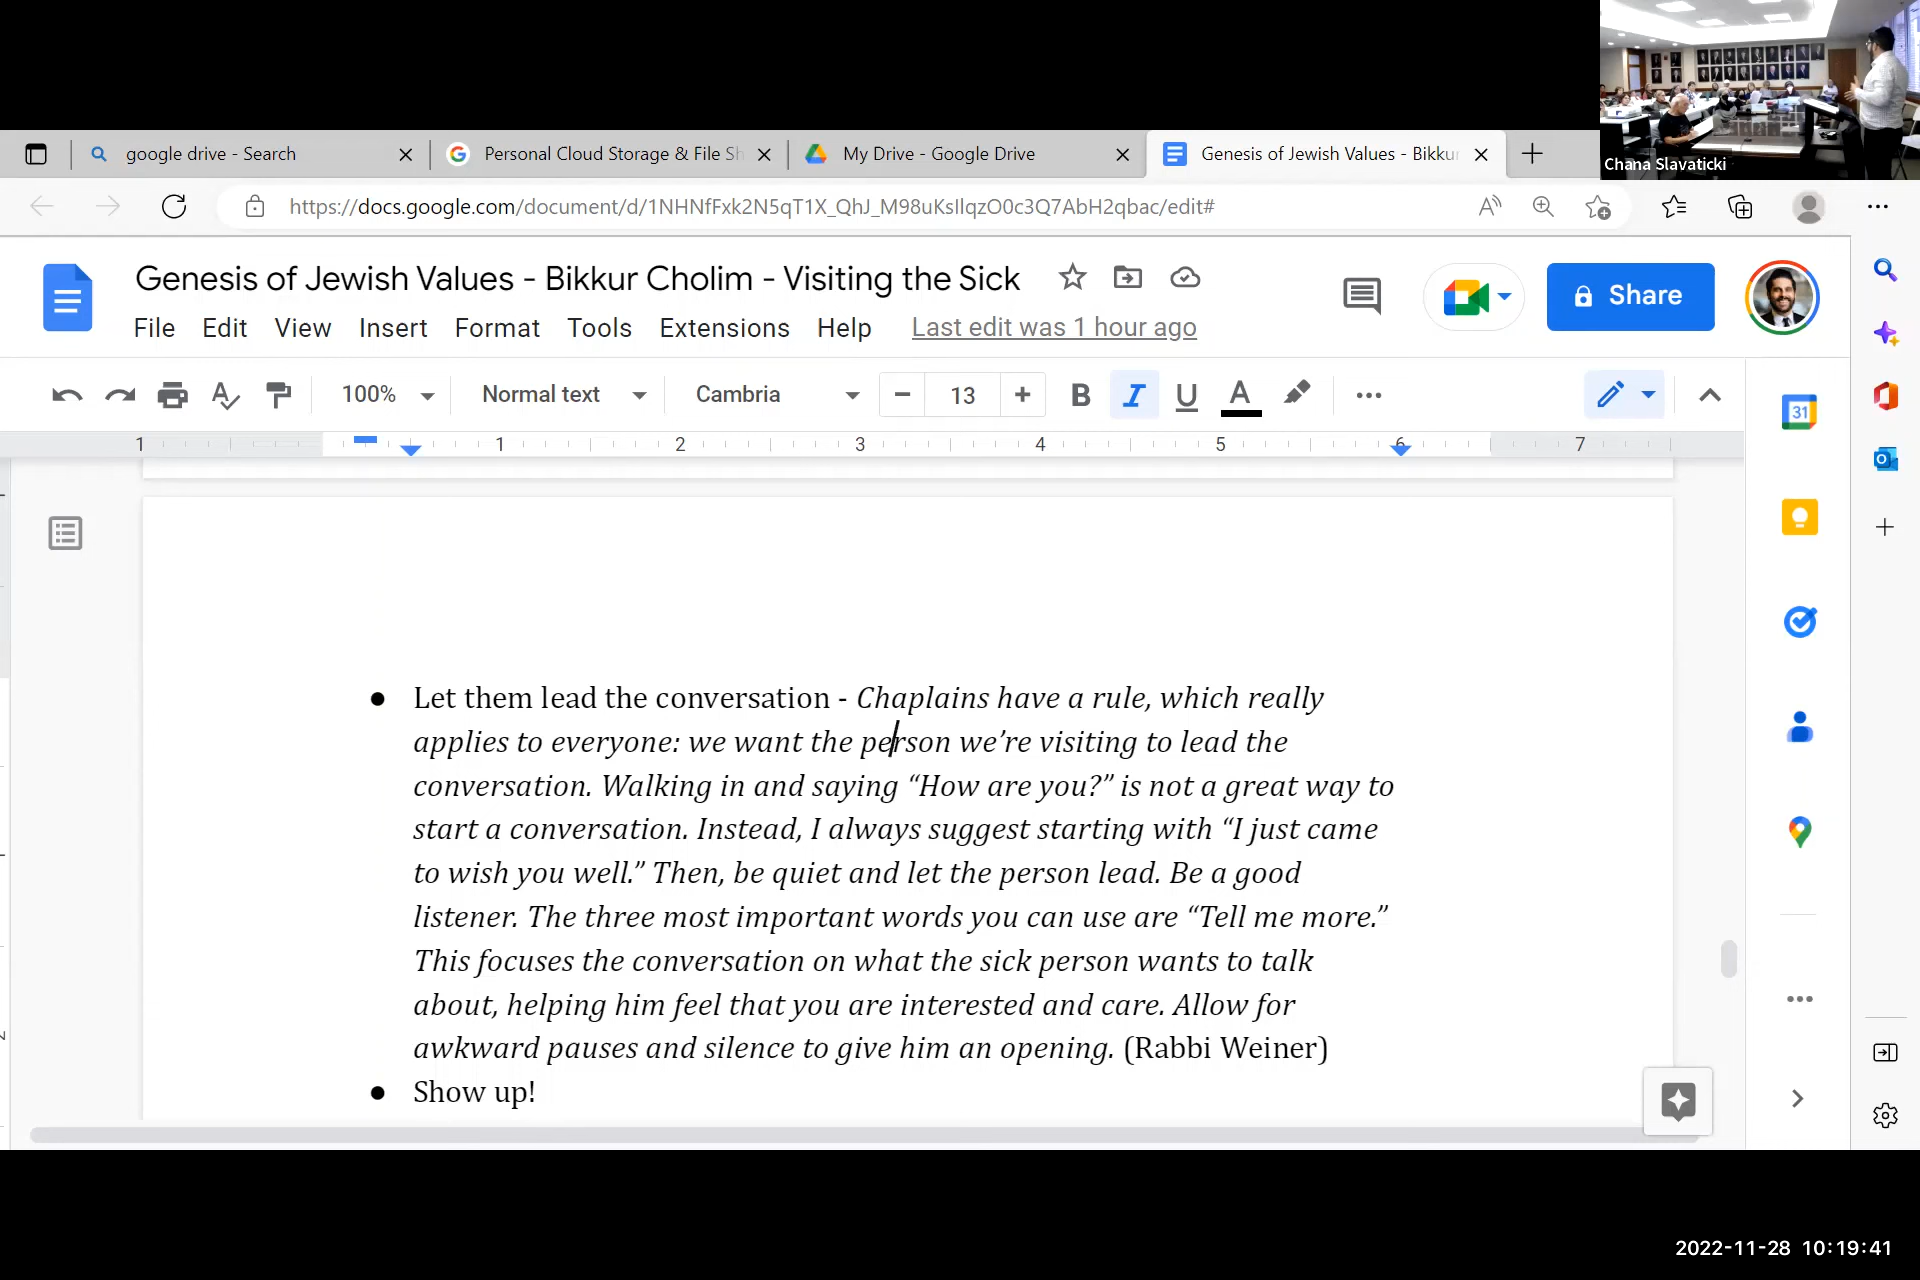 Chana Slavaticki
google drive - Search
Personal Cloud Storage & File Sh
My Drive - Google Drive
Genesis of Jewish Values - Bikkur
https://docs.google.com/document/d/1NHNfFxk2N5qT1X_QhJ_M98uKsIlqzO0c3Q7AbH2qbac/edit#
Genesis of Jewish Values - Bikkur Cholim - Visiting the Sick
Share
File Edit View Insert Format Tools Extensions Help Last edit was 1 hour ago
100% Normal text Cambria 13 B I U A
1 1 2 3 4 5 6 7
31
● Let them lead the conversation - Chaplains have a rule, which really
applies to everyone: we want the person we’re visiting to lead the
conversation. Walking in and saying “How are you?” is not a great way to
start a conversation. Instead, I always suggest starting with “I just came
to wish you well.” Then, be quiet and let the person lead. Be a good
listener. The three most important words you can use are “Tell me more.”
This focuses the conversation on what the sick person wants to talk
about, helping him feel that you are interested and care. Allow for
awkward pauses and silence to give him an opening. (Rabbi Weiner)
● Show up!
2022-11-28 10:19:41